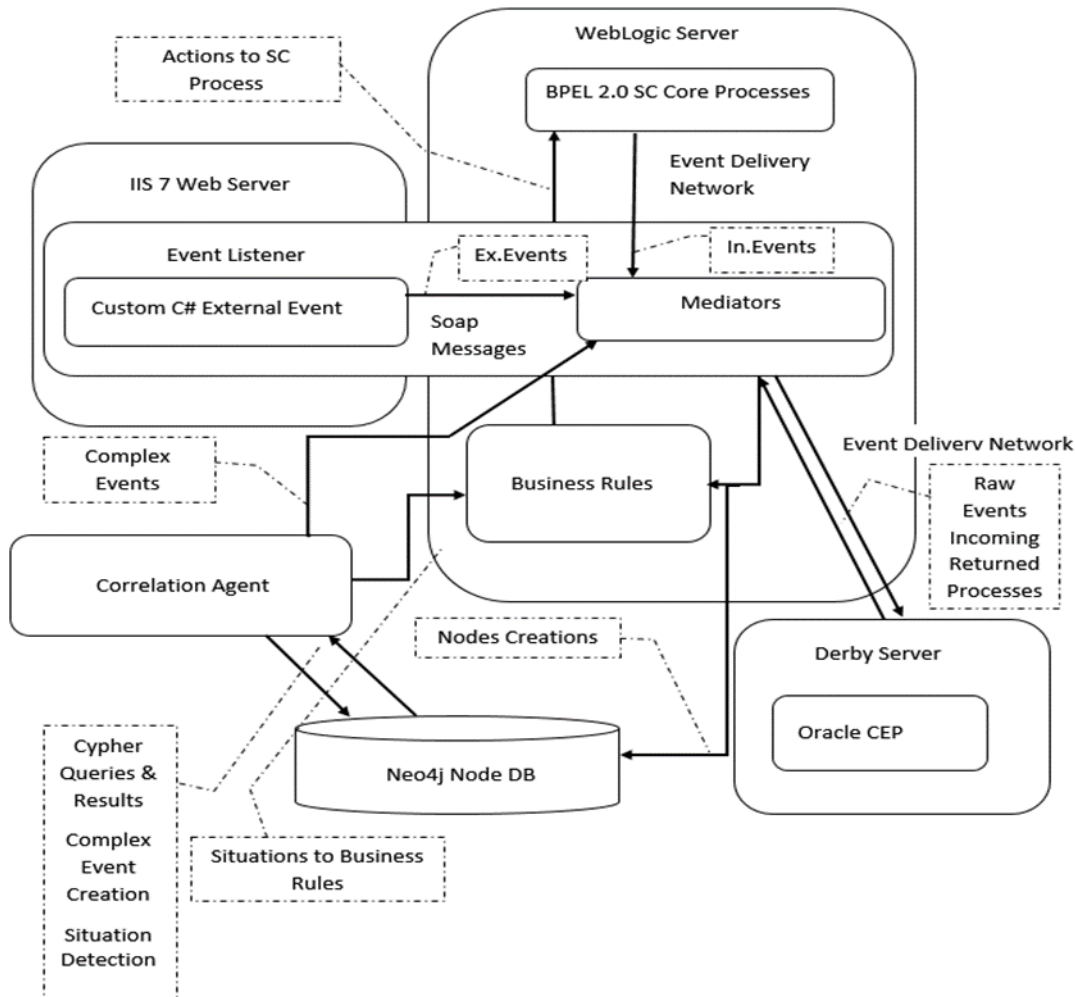 WebLogic Server
Actions to SC
Process
BPEL 2.0 SC Core Processes
Event Delivery
Network
IIS 7 Web Server
Event Listener
Ex.Events
In.Events
Custom C# External Event
Mediators
Soap
Messages
Complex
Events
Business Rules
Event Deliverv Network
Raw
Events
Incoming
Returned
Processes
Correlation Agent
Nodes Creations
Derby Server
Oracle CEP
Neo4j Node DB
Cypher
Queries &
Results
Complex
Event
Creation
Situation
Detection
Situations to Business
Rules